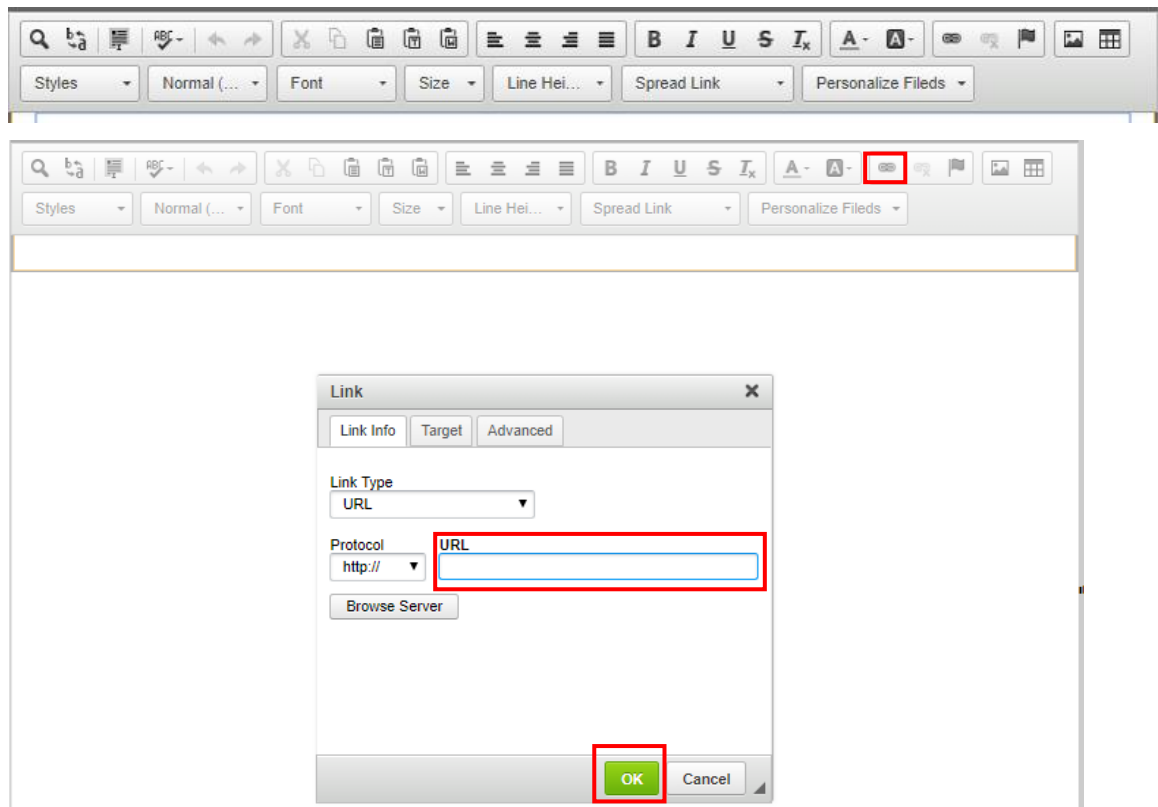 Styles Normal (... Font Size Line Hei... Spread Link Personalize Fileds
Styles Normal (... Font Size Line Hei... Spread Link Personalize Fileds
Link
Link Info Target Advanced
Link Type
URL
Protocol URL
http://
Browse Server
OK Cancel